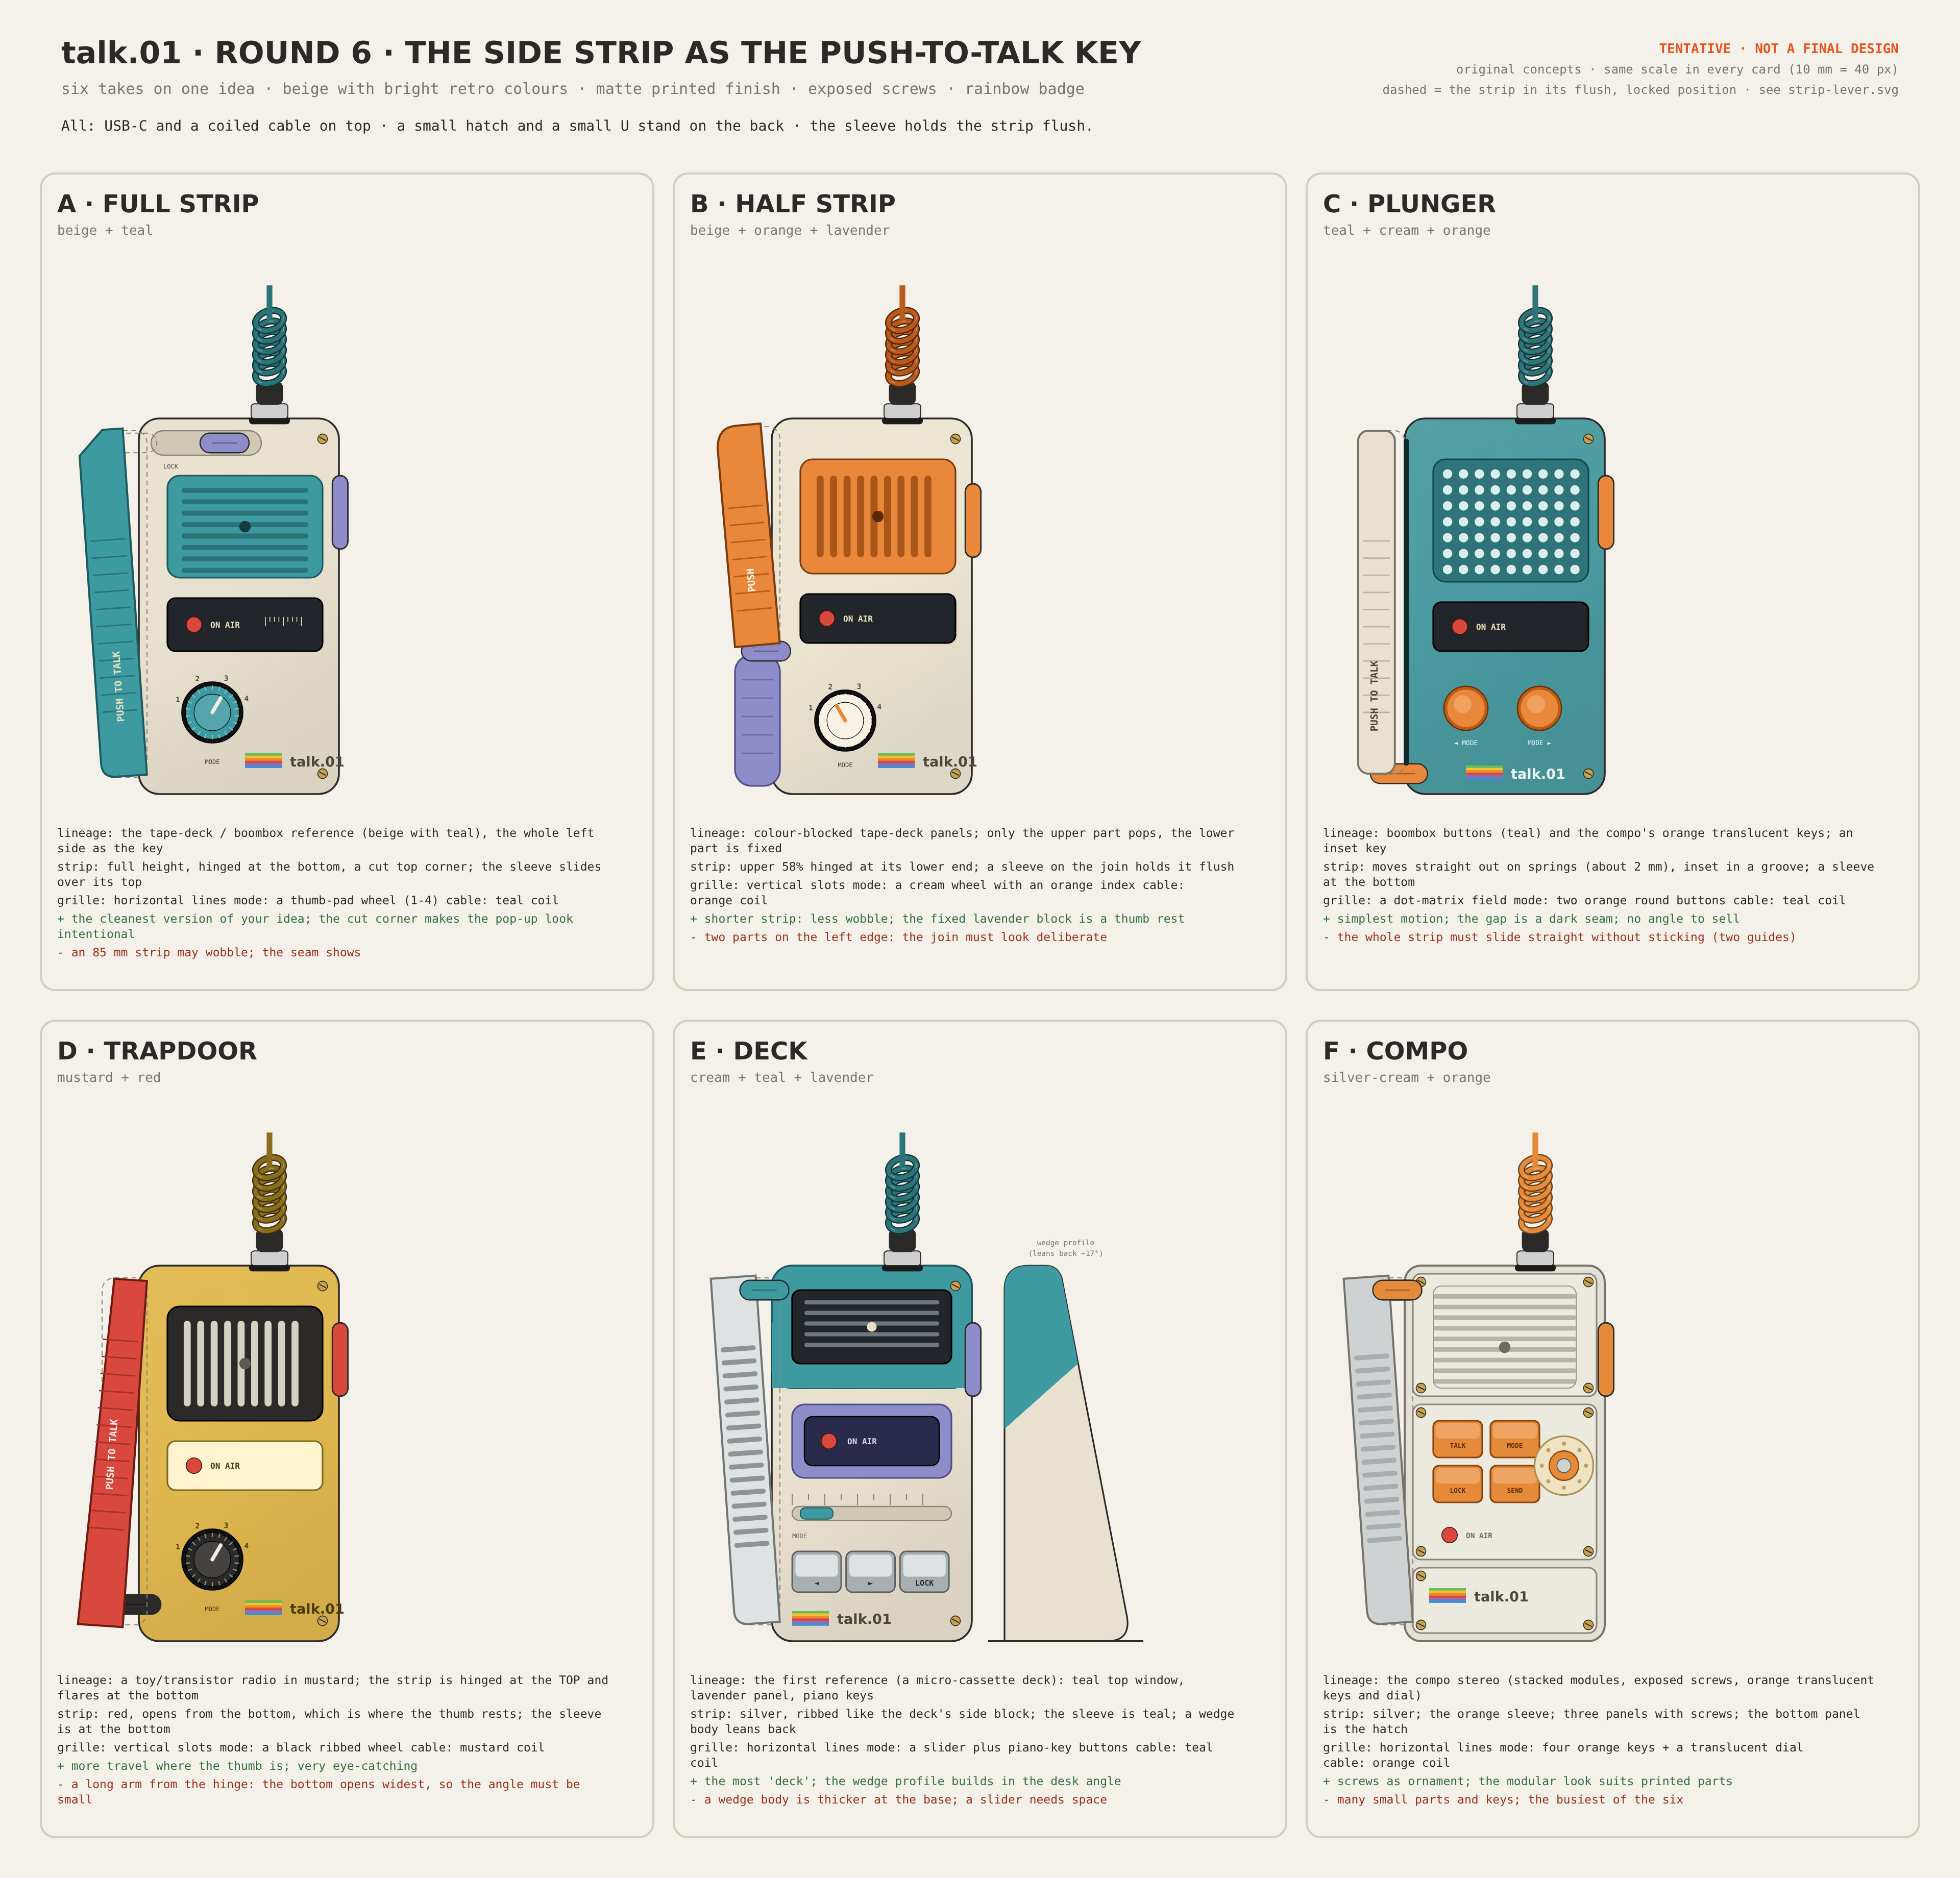 talk.01 · ROUND 6 · THE SIDE STRIP AS THE PUSH-TO-TALK KEY
six takes on one idea · beige with bright retro colours · matte printed finish · exposed screws · rainbow badge
All: USB-C and a coiled cable on top · a small hatch and a small U stand on the back · the sleeve holds the strip flush.
TENTATIVE · NOT A FINAL DESIGN
original concepts · same scale in every card (10 mm = 40 px)
dashed = the strip in its flush, locked position · see strip-lever.svg
A · FULL STRIP
beige + teal
LOCK
ON AIR
PUSH TO TALK
1
2
3
4
MODE
talk.01
lineage: the tape-deck / boombox reference (beige with teal), the whole left
side as the key
strip: full height, hinged at the bottom, a cut top corner; the sleeve slides
over its top
grille: horizontal lines mode: a thumb-pad wheel (1-4) cable: teal coil
+ the cleanest version of your idea; the cut corner makes the pop-up look
intentional
- an 85 mm strip may wobble; the seam shows
B · HALF STRIP
beige + orange + lavender
PUSH
ON AIR
1
2
3
4
MODE
talk.01
lineage: colour-blocked tape-deck panels; only the upper part pops, the lower
part is fixed
strip: upper 58% hinged at its lower end; a sleeve on the join holds it flush
grille: vertical slots mode: a cream wheel with an orange index cable:
orange coil
+ shorter strip: less wobble; the fixed lavender block is a thumb rest
- two parts on the left edge: the join must look deliberate
C · PLUNGER
teal + cream + orange
ON AIR
PUSH TO TALK
◄ MODE
MODE ►
talk.01
lineage: boombox buttons (teal) and the compo's orange translucent keys; an
inset key
strip: moves straight out on springs (about 2 mm), inset in a groove; a sleeve
at the bottom
grille: a dot-matrix field mode: two orange round buttons cable: teal coil
+ simplest motion; the gap is a dark seam; no angle to sell
- the whole strip must slide straight without sticking (two guides)
D · TRAPDOOR
mustard + red
PUSH TO TALK
ON AIR
1
2
3
4
MODE
talk.01
lineage: a toy/transistor radio in mustard; the strip is hinged at the TOP and
flares at the bottom
strip: red, opens from the bottom, which is where the thumb rests; the sleeve
is at the bottom
grille: vertical slots mode: a black ribbed wheel cable: mustard coil
+ more travel where the thumb is; very eye-catching
- a long arm from the hinge: the bottom opens widest, so the angle must be
small
E · DECK
cream + teal + lavender
wedge profile
(leans back ~17°)
ON AIR
MODE
◄
►
LOCK
talk.01
lineage: the first reference (a micro-cassette deck): teal top window,
lavender panel, piano keys
strip: silver, ribbed like the deck's side block; the sleeve is teal; a wedge
body leans back
grille: horizontal lines mode: a slider plus piano-key buttons cable: teal
coil
+ the most 'deck'; the wedge profile builds in the desk angle
- a wedge body is thicker at the base; a slider needs space
F · COMPO
silver-cream + orange
TALK
MODE
LOCK
SEND
ON AIR
talk.01
lineage: the compo stereo (stacked modules, exposed screws, orange translucent
keys and dial)
strip: silver; the orange sleeve; three panels with screws; the bottom panel
is the hatch
grille: horizontal lines mode: four orange keys + a translucent dial
cable: orange coil
+ screws as ornament; the modular look suits printed parts
- many small parts and keys; the busiest of the six